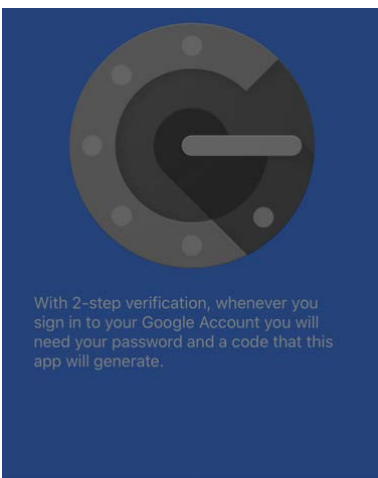 With 2-step verification, whenever you
sign in to your Google Account you will
need your password and a code that this
app will generate.